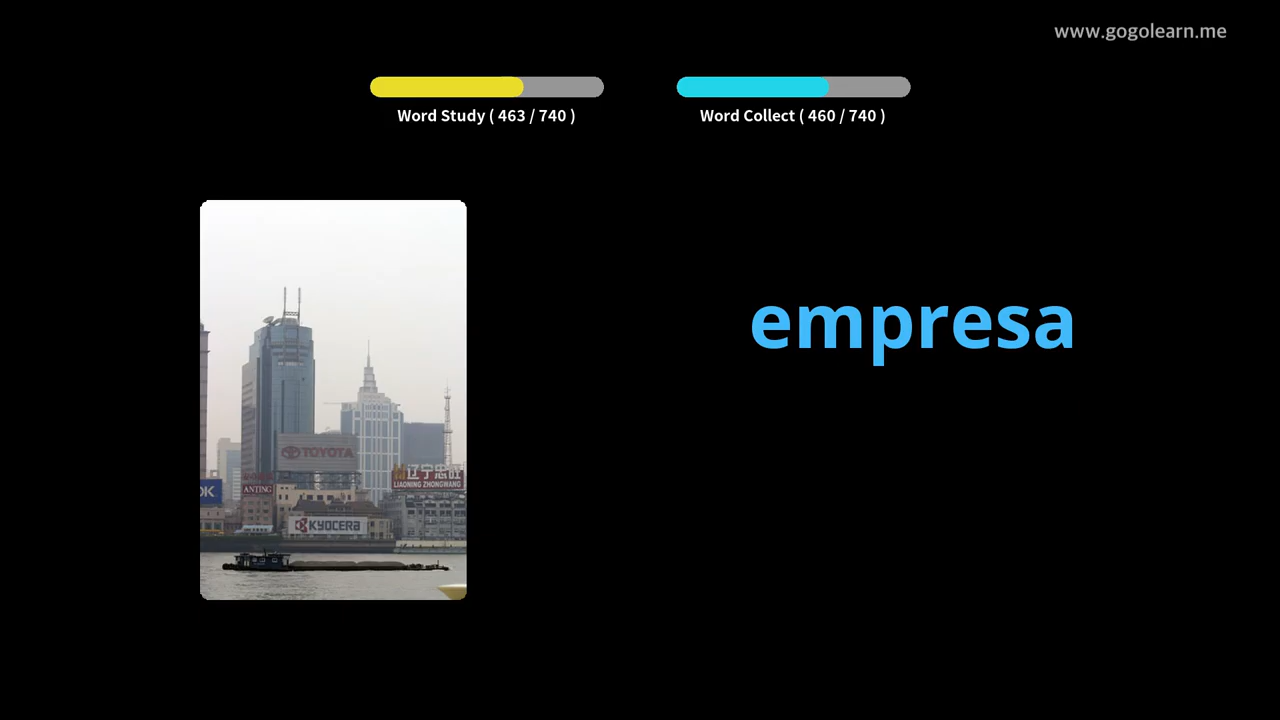 www.gogolearn.me
Word Study ( 463 / 740 )
Word Collect ( 460 / 740 )
empresa
TOYOTA
辽宁忠旺
LIAONING ZHONGWANG
OK
ANTING
KYOCERA